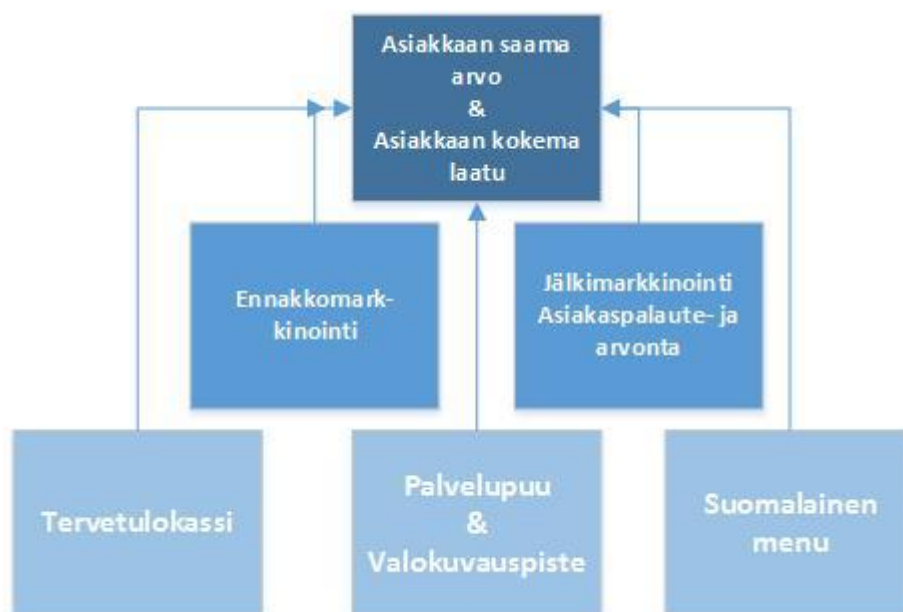 Asiakkaan saama
arvo
&
Asiakkaan kokema
laatu
Ennakkomark-
kinointi
Jälkimarkkinointi
Asiakaspalaute- ja
arvonta
Tervetulokassi
Palvelupuu
&
Valokuvauspiste
Suomalainen
menu